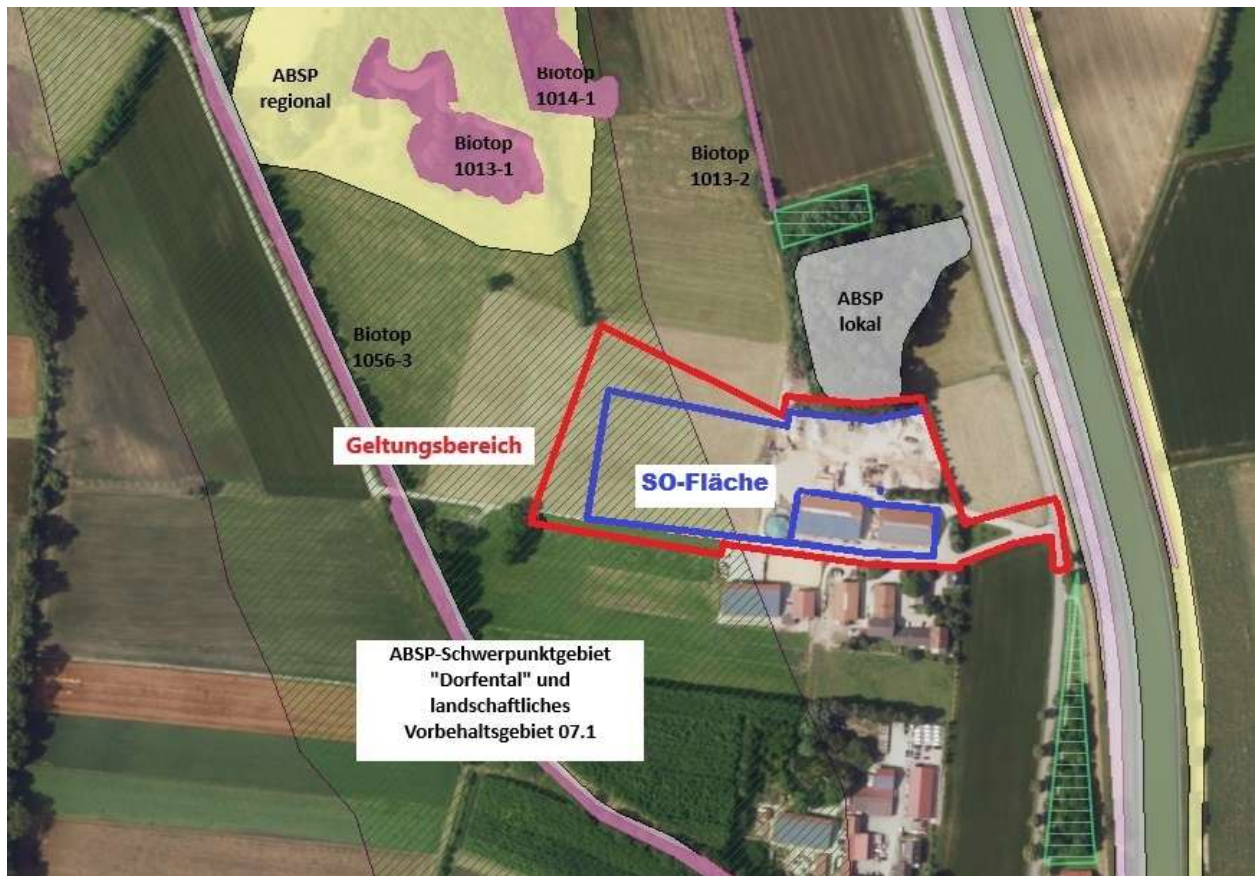 ABSP
regional
Biotop
1014-1
Biotop
1013-1
Biotop
1013-2
ABSP
lokal
Biotop
1056-3
Geltungsbereich
SO-Fläche
ABSP-Schwerpunktgebiet
"Dorfental" und
landschaftliches
Vorbehaltsgebiet 07.1